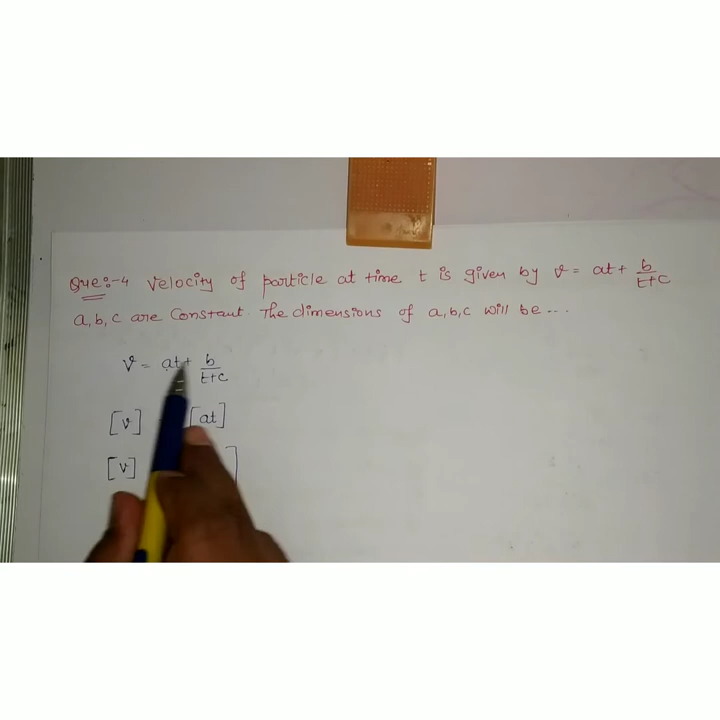 Que:-4 Velocity of particle at time t is given by v = at + b/t+c
a, b, c are constant. The dimensions of a, b, c will be ...
v = at + b/t+c
[v] [at]
[v] ]